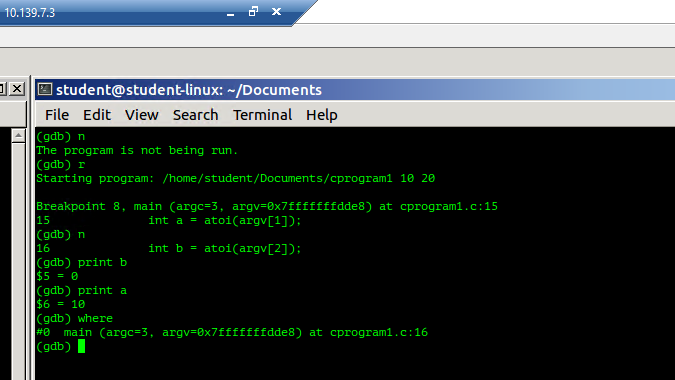 10.139.7.3
student@student-linux: ~/Documents
File Edit View Search Terminal Help
(gdb) n
The program is not being run.
(gdb) r
Starting program: /home/student/Documents/cprogram1 10 20
Breakpoint 8, main (argc=3, argv=0x7fffffffdde8) at cprogram1.c:15
15 int a = atoi(argv[1]);
(gdb) n
16 int b = atoi(argv[2]);
(gdb) print b
$5 = 0
(gdb) print a
$6 = 10
(gdb) where
#0 main (argc=3, argv=0x7fffffffdde8) at cprogram1.c:16
(gdb)